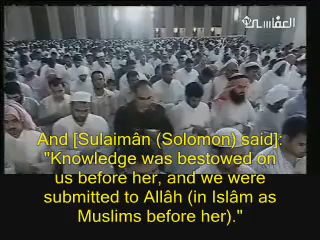 العفاسي
And [Sulaimân (Solomon) said]:
"Knowledge was bestowed on
us before her, and we were
submitted to Allâh (in Islâm as
Muslims before her)."